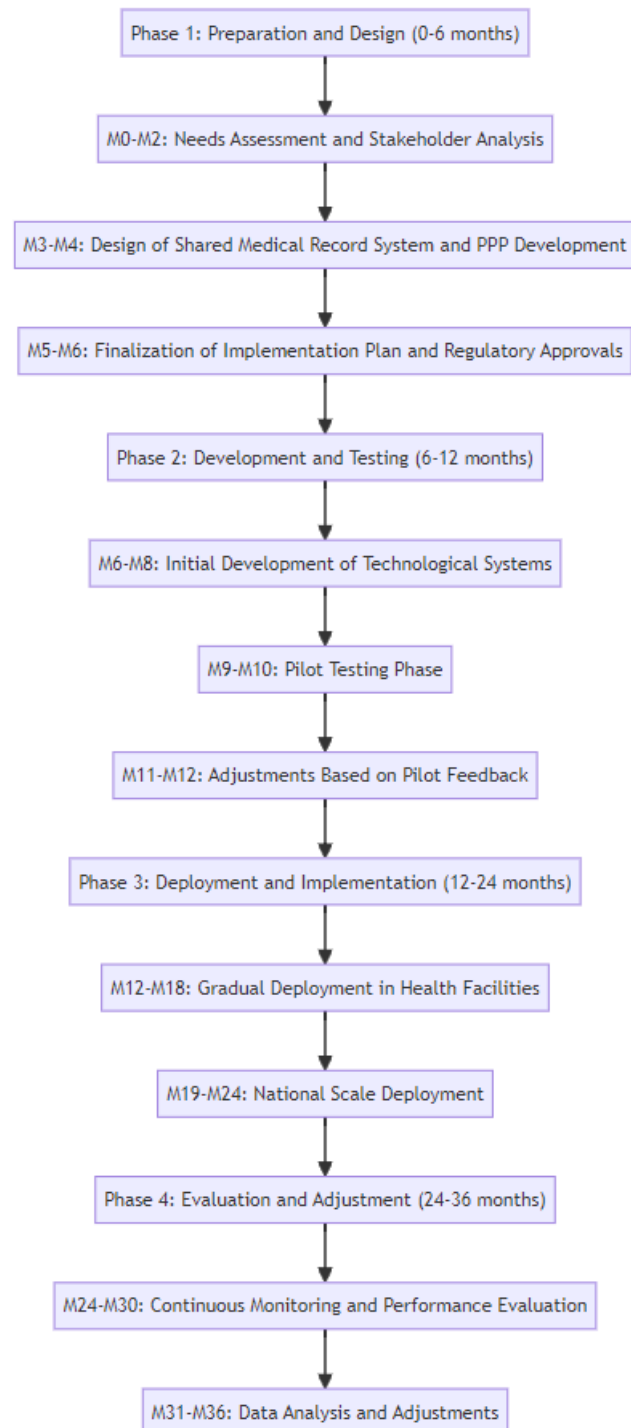 Phase 1: Preparation and Design (0-6 months)
M0-M2: Needs Assessment and Stakeholder Analysis
M3-M4: Design of Shared Medical Record System and PPP Development
M5-M6: Finalization of Implementation Plan and Regulatory Approvals
Phase 2: Development and Testing (6-12 months)
M6-M8: Initial Development of Technological Systems
M9-M10: Pilot Testing Phase
M11-M12: Adjustments Based on Pilot Feedback
Phase 3: Deployment and Implementation (12-24 months)
M12-M18: Gradual Deployment in Health Facilities
M19-M24: National Scale Deployment
Phase 4: Evaluation and Adjustment (24-36 months)
M24-M30: Continuous Monitoring and Performance Evaluation
M31-M36: Data Analysis and Adjustments